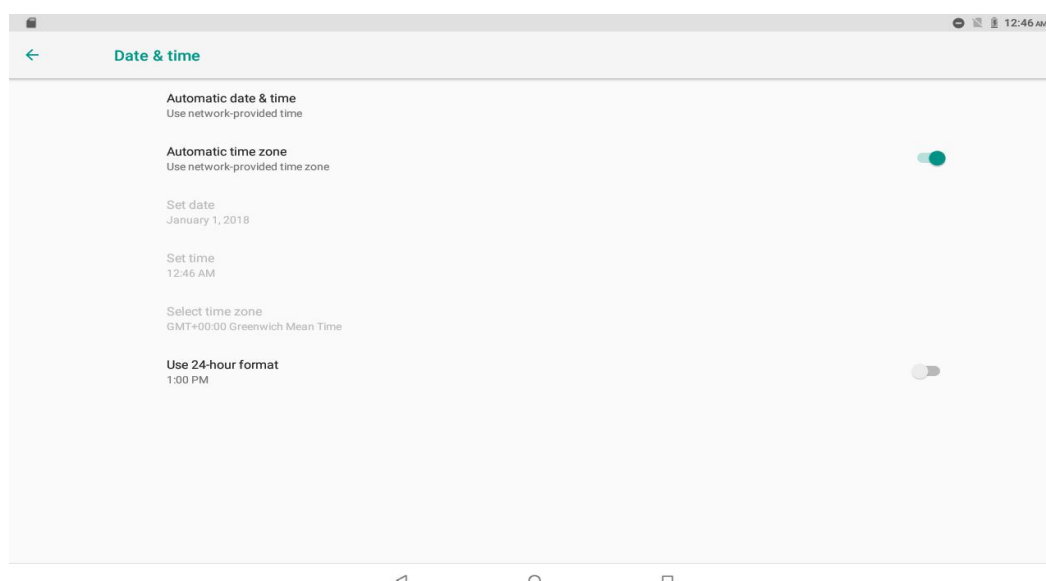 12:46 AM
Date & time
Automatic date & time
Use network-provided time
Automatic time zone
Use network-provided time zone
Set date
January 1, 2018
Set time
12:46 AM
Select time zone
GMT+00:00 Greenwich Mean Time
Use 24-hour format
1:00 PM